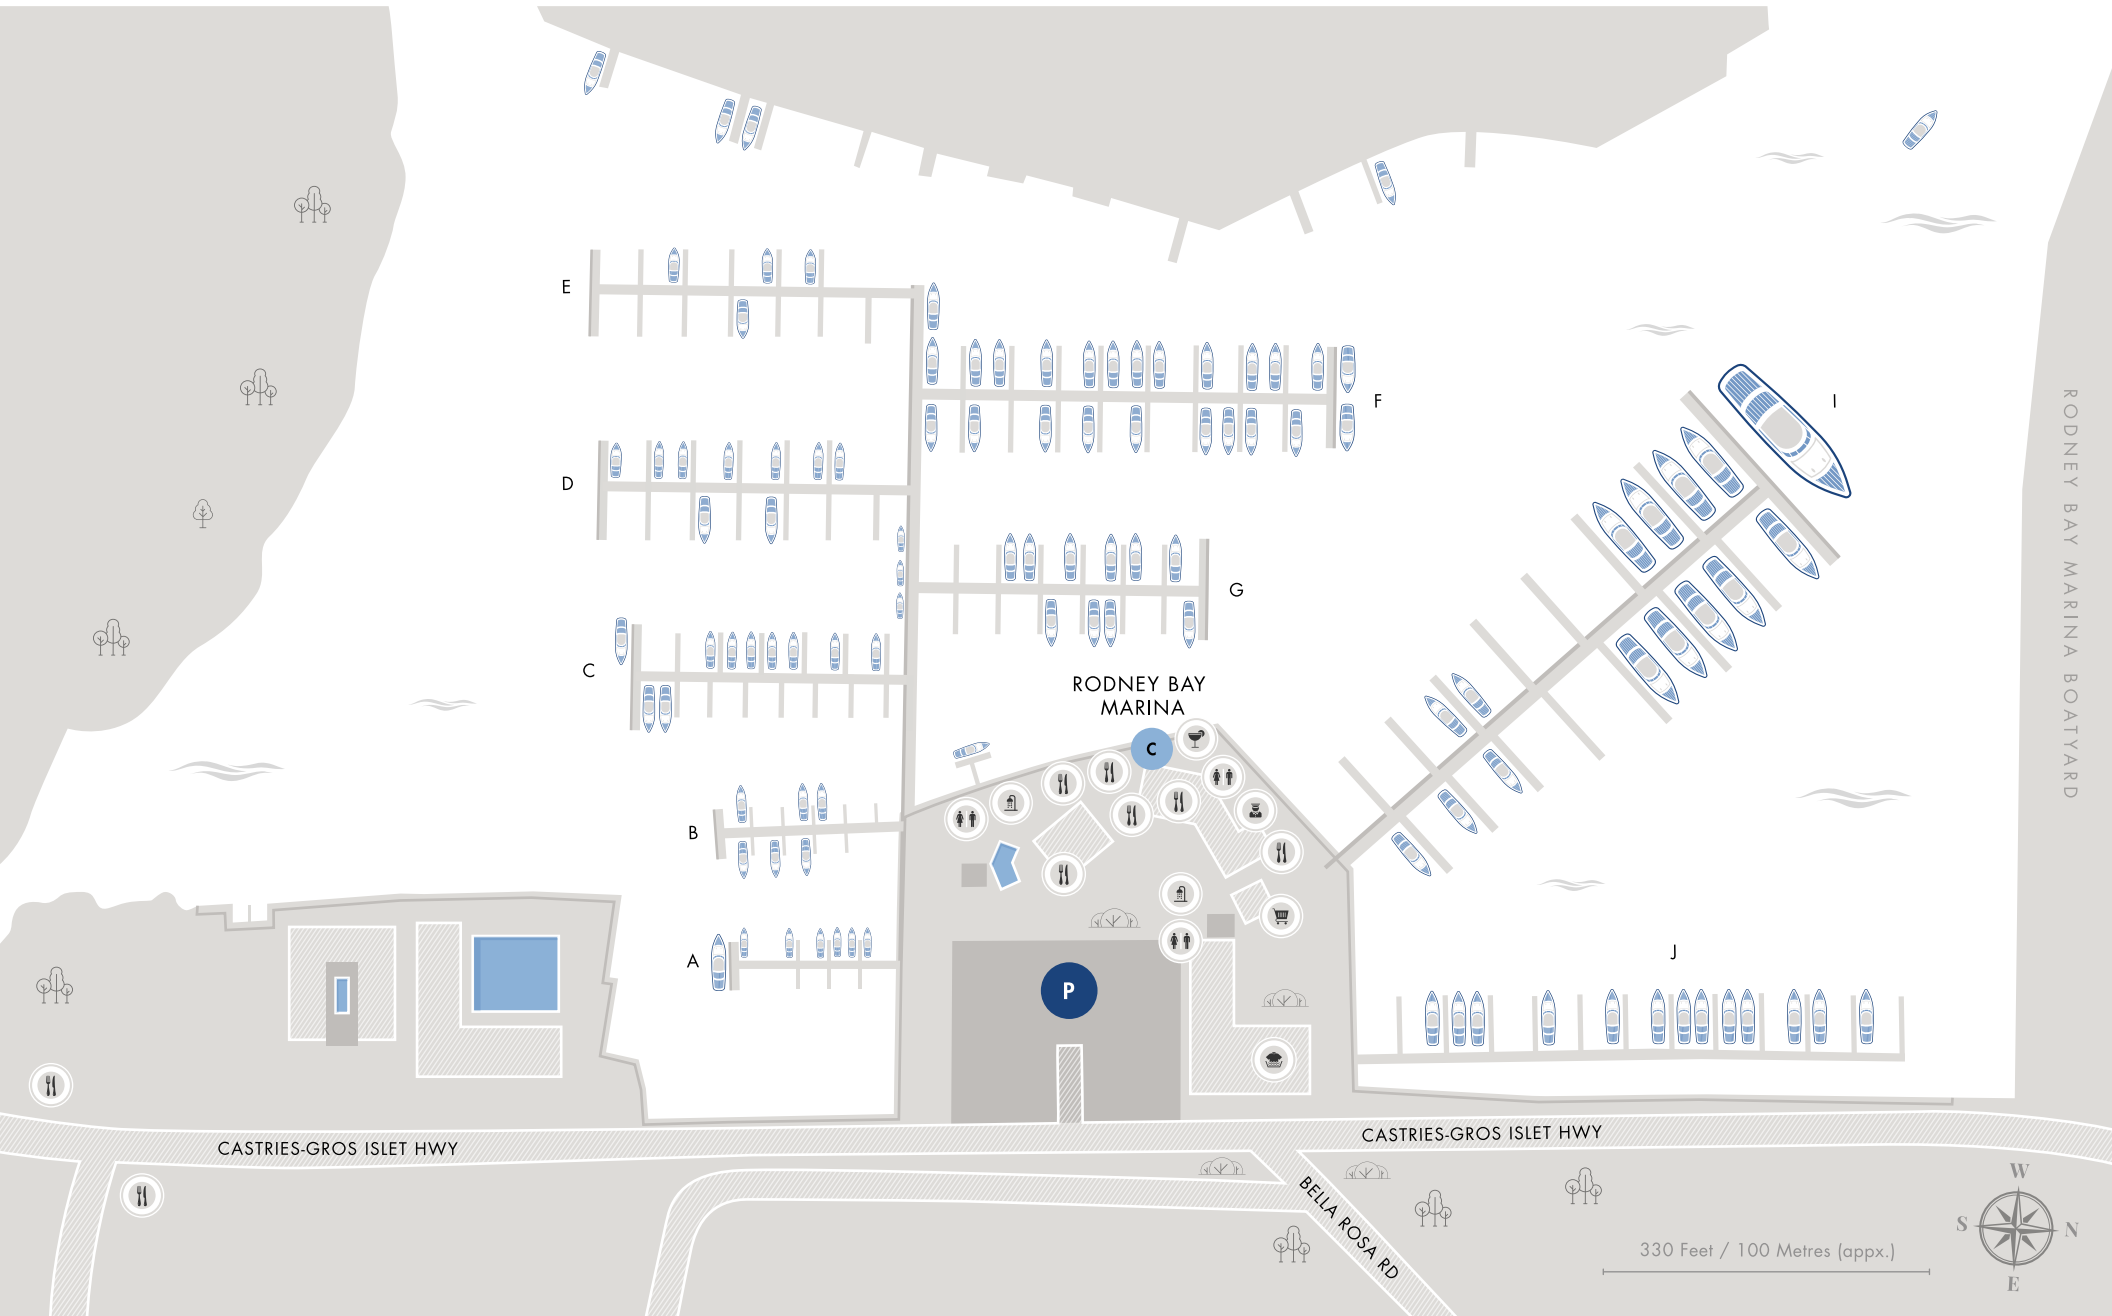 E
F
I
D
G
C
RODNEY BAY
MARINA
C
RODNEY BAY MARINA BOATYARD
B
A
J
P
CASTRIES-GROS ISLET HWY
CASTRIES-GROS ISLET HWY
BELLA ROSA RD
W
S
N
E
330 Feet / 100 Metres (appx.)